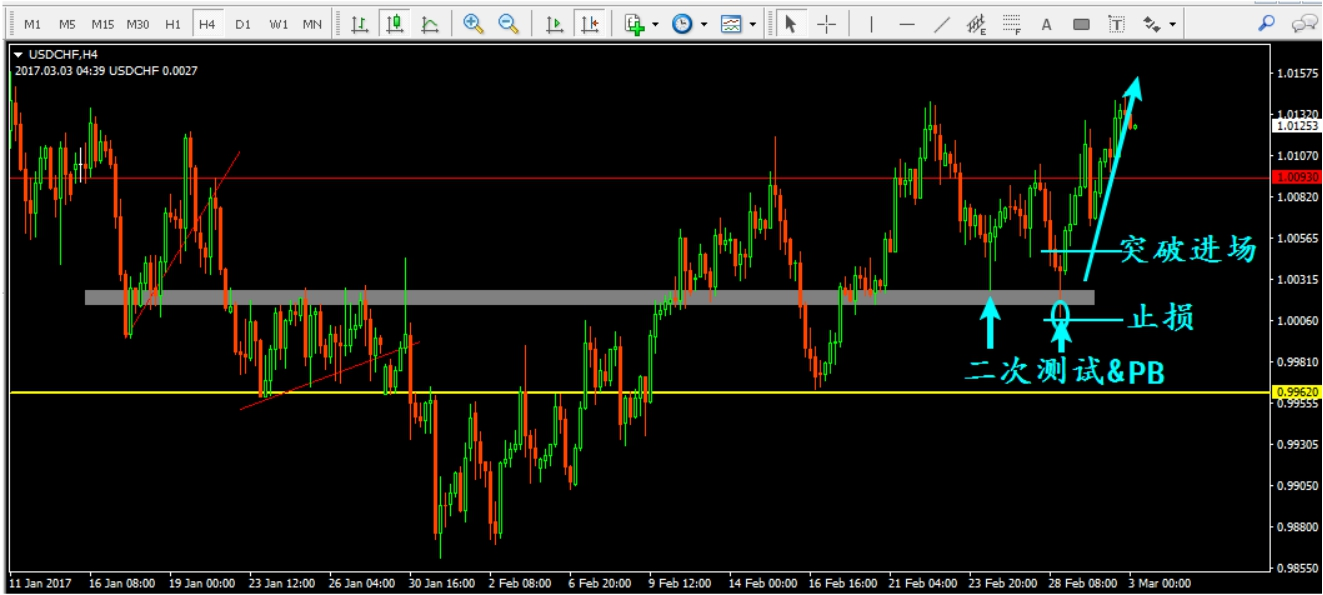 M1 M5 M15 M30 H1 H4 D1 W1 MN E F A T
USDCHF,H4
2017.03.03 04:39 USDCHF 0.0027
1.01575
1.01320
1.01253
1.01070
1.00930
1.00820
1.00565
突破进场
1.00315
止损
1.00060
0.99810
二次测试&PB
0.99620
0.99555
0.99305
0.99050
0.98800
0.98550
11 Jan 2017 16 Jan 08:00 19 Jan 00:00 23 Jan 12:00 26 Jan 04:00 30 Jan 16:00 2 Feb 08:00 6 Feb 20:00 9 Feb 12:00 14 Feb 00:00 16 Feb 16:00 21 Feb 04:00 23 Feb 20:00 28 Feb 08:00 3 Mar 00:00